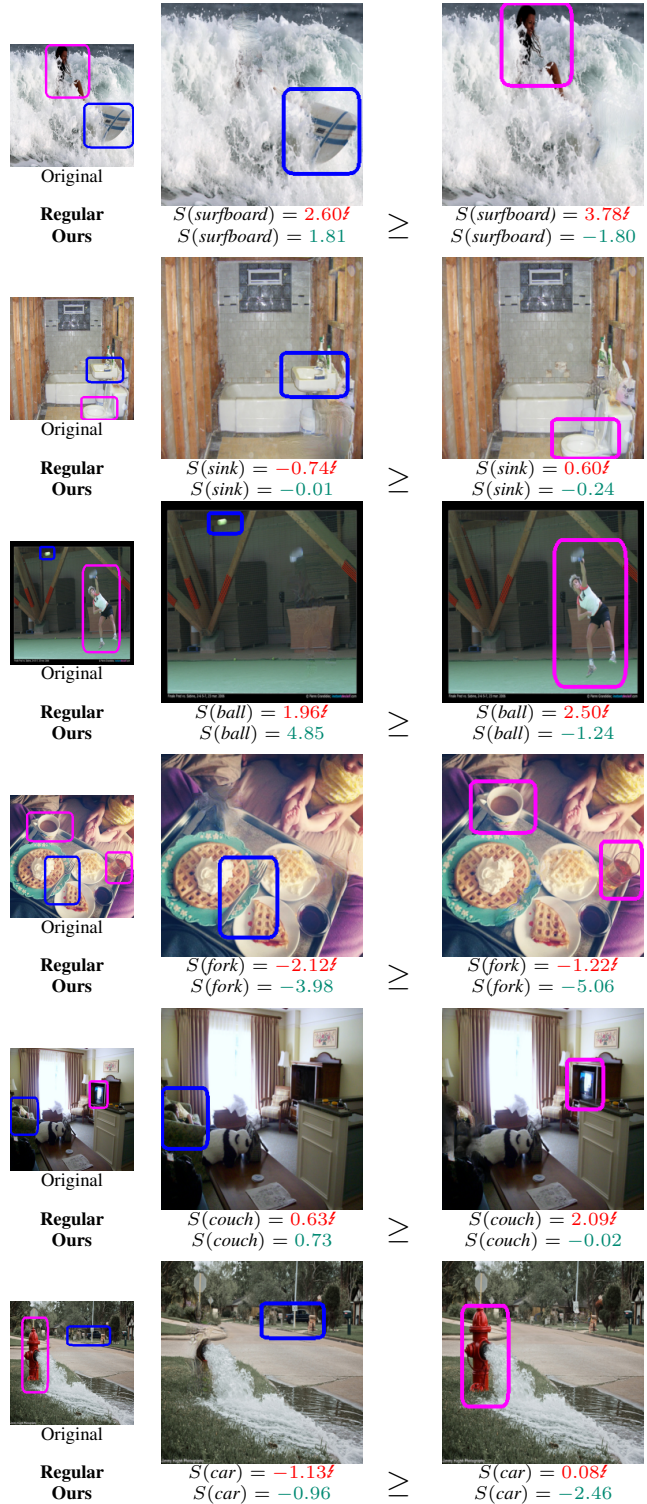 Original
Regular S(surfboard) = 2.60 ≥ S(surfboard) = 3.78
Ours S(surfboard) = 1.81 S(surfboard) = −1.80
Original
Regular S(sink) = −0.74 ≥ S(sink) = 0.60
Ours S(sink) = −0.01 S(sink) = −0.24
Original
Regular S(ball) = 1.96 ≥ S(ball) = 2.50
Ours S(ball) = 4.85 S(ball) = −1.24
Original
Regular S(fork) = −2.12 ≥ S(fork) = −1.22
Ours S(fork) = −3.98 S(fork) = −5.06
Original
Regular S(couch) = 0.63 ≥ S(couch) = 2.09
Ours S(couch) = 0.73 S(couch) = −0.02
Original
Regular S(car) = −1.13 ≥ S(car) = 0.08
Ours S(car) = −0.96 S(car) = −2.46